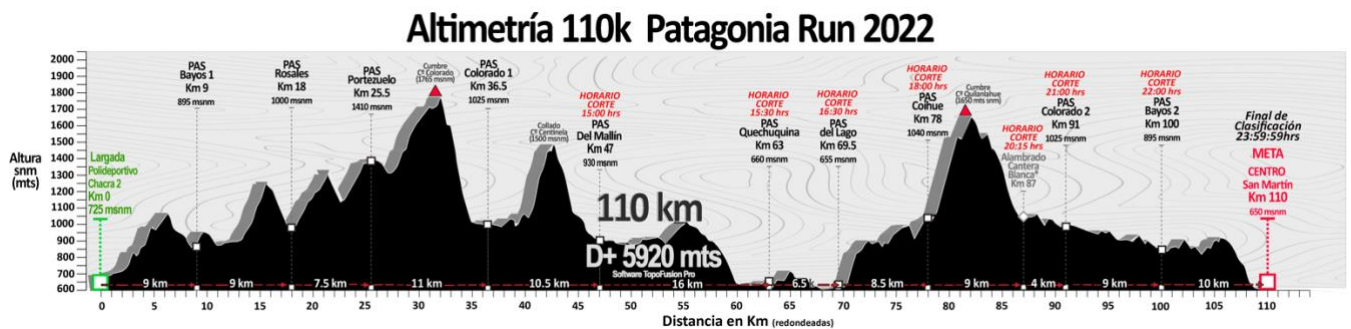 Altimetría 110k Patagonia Run 2022
Altura
snm
(mts)
2000
1900
1800
1700
1600
1500
1400
1300
1200
1100
1000
900
800
700
600
Largada
Polideportivo
Chacra 2
Km 0
725 msnm
PAS
Bayos 1
Km 9
895 msnm
PAS
Rosales
Km 18
1000 msnm
PAS
Portezuelo
Km 25.5
1410 msnm
Cumbre
Cº Colorado
(1765 msnm)
PAS
Colorado 1
Km 36.5
1025 msnm
Collado
Cº Centinela
(1500 msnm)
HORARIO
CORTE
15:00 hrs
PAS
Del Mallín
Km 47
930 msnm
HORARIO
CORTE
15:30 hrs
PAS
Quechuquina
Km 63
660 msnm
HORARIO
CORTE
16:30 hrs
PAS
del Lago
Km 69.5
655 msnm
HORARIO
CORTE
18:00 hrs
PAS
Coihue
Km 78
1040 msnm
Cumbre
Cº Quilanlahue
(1650 mts snm)
HORARIO
CORTE
20:15 hrs
Alambrado
Cantera
Blanca*
Km 87
HORARIO
CORTE
21:00 hrs
PAS
Colorado 2
Km 91
1025 msnm
HORARIO
CORTE
22:00 hrs
PAS
Bayos 2
Km 100
895 msnm
Final de
Clasificación
23:59:59hrs
META
CENTRO
San Martín
Km 110
650 msnm
110 km
D+ 5920 mts
Software TopoFusion Pro
9 km
9 km
7.5 km
11 km
10.5 km
16 km
6.5
8.5 km
9 km
4 km
9 km
10 km
0 5 10 15 20 25 30 35 40 45 50 55 60 65 70 75 80 85 90 95 100 105 110
Distancia en Km (redondeadas)